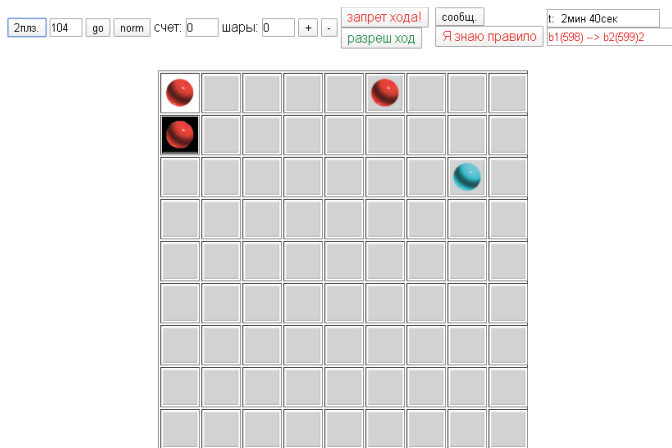 2плз. 104 go norm счет: 0 шары: 0 + -
запрет хода!
разреш ход
сообщ.
Я знаю правило
t: 2мин 40сек
b1(598) --> b2(599)2